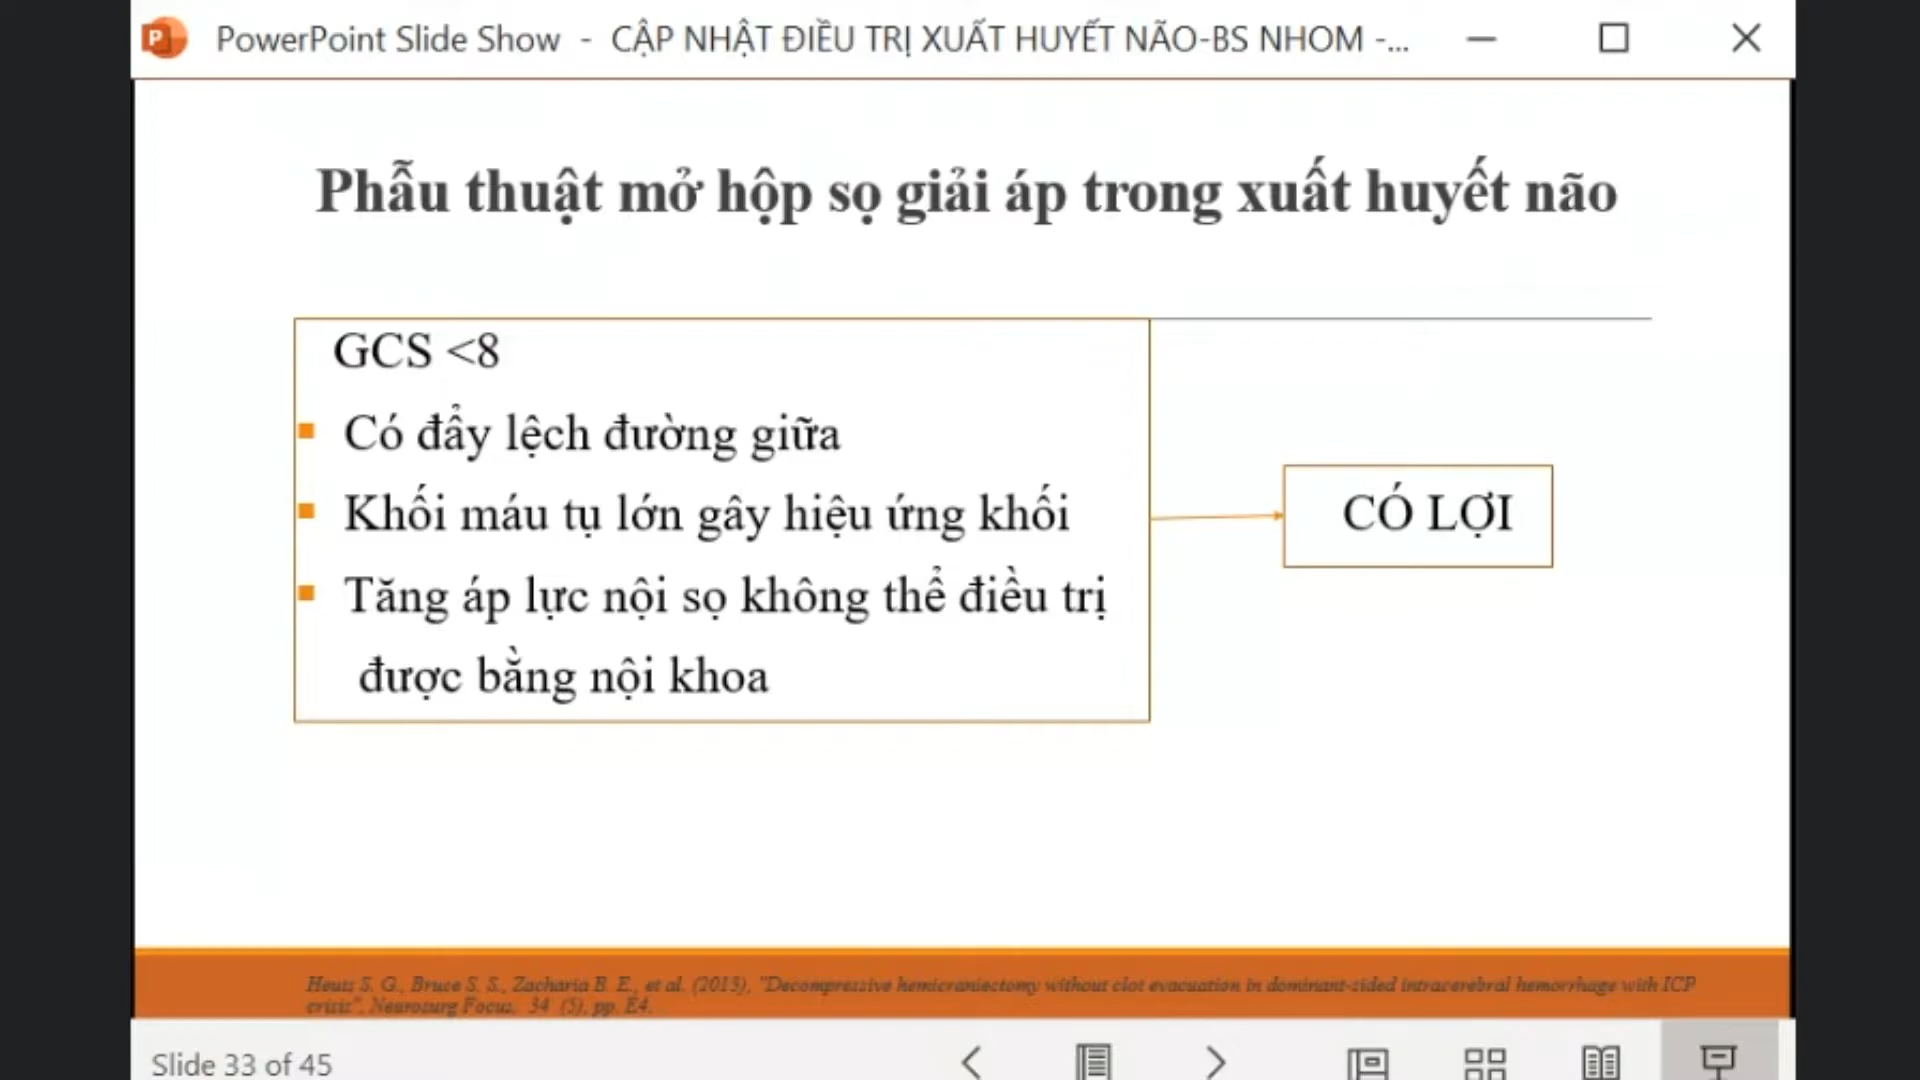 PowerPoint Slide Show - CẬP NHẬT ĐIỀU TRỊ XUẤT HUYẾT NÃO-BS NHOM -...
Phẫu thuật mở hộp sọ giải áp trong xuất huyết não
GCS <8
Có đẩy lệch đường giữa
Khối máu tụ lớn gây hiệu ứng khối
Tăng áp lực nội sọ không thể điều trị
được bằng nội khoa
CÓ LỢI
Heuts S. G., Bruce S. S., Zacharia B. E., et al. (2013), "Decompressive hemicraniectomy without clot evacuation in dominant-sided intracerebral hemorrhage with ICP
crisis". Neurosurg Focus. 34 (5), pp. E4.
Slide 33 of 45